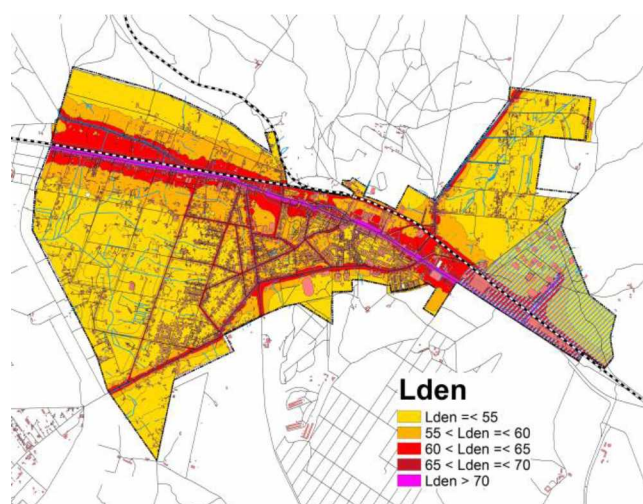 Lden
Lden =< 55
55 < Lden =< 60
60 < Lden =< 65
65 < Lden =< 70
Lden > 70